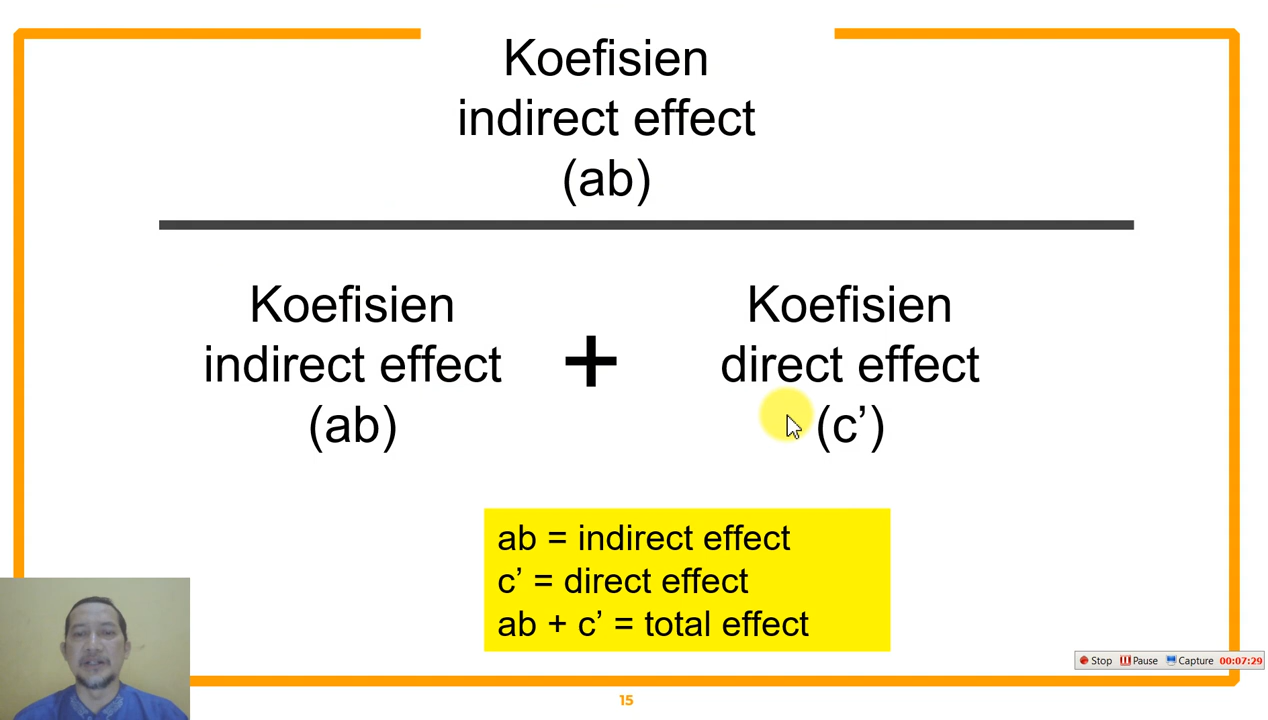 Koefisien
indirect effect
(ab)
Koefisien
indirect effect
(ab)
+
Koefisien
direct effect
(c’)
ab = indirect effect
c’ = direct effect
ab + c’ = total effect
Stop Pause Capture 00:07:29
15